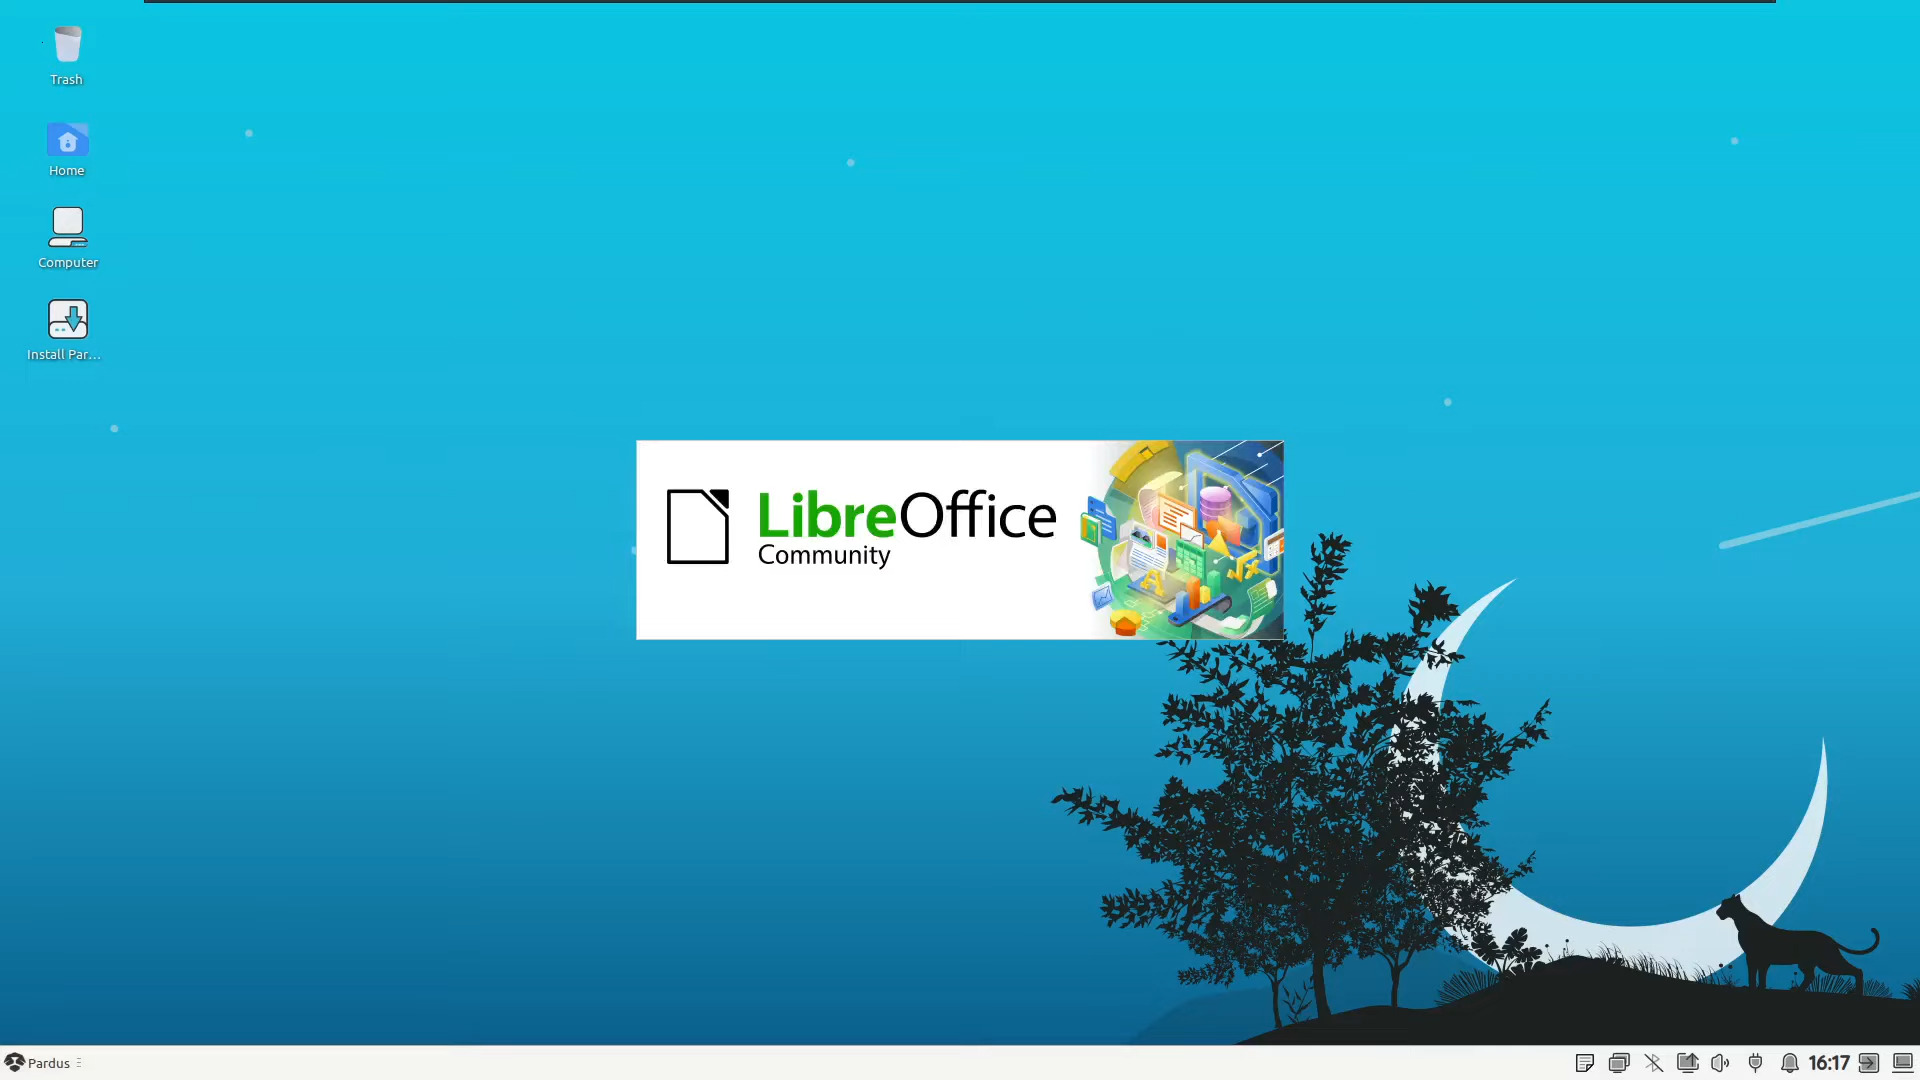 Trash
Home
Computer
Install Par...
LibreOffice
Community
Pardus
16:17